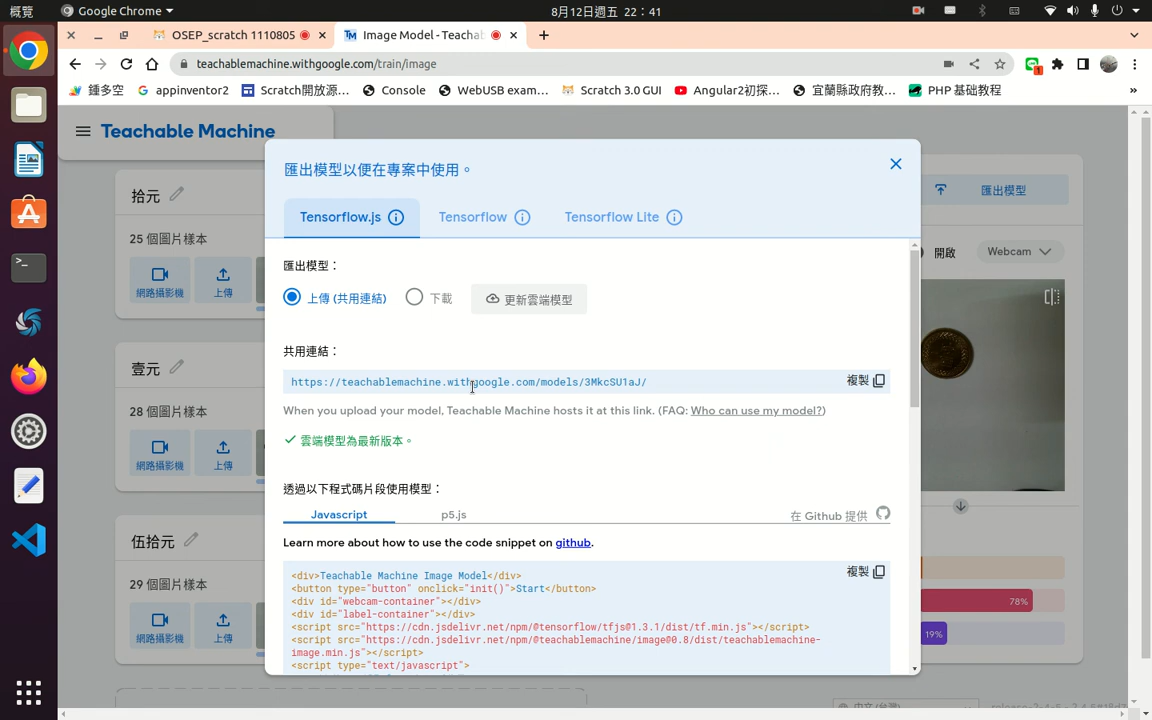 概覽
Google Chrome
8月12日週五 22：41
OSEP_scratch 1110805
Image Model - Teachab
teachablemachine.withgoogle.com/train/image
鍾多空
appinventor2
Scratch開放源…
Console
WebUSB exam…
Scratch 3.0 GUI
Angular2初探…
宜蘭縣政府教…
PHP 基础教程
»
Teachable Machine
拾元
25 個圖片樣本
網路攝影機
上傳
壹元
28 個圖片樣本
網路攝影機
上傳
伍拾元
29 個圖片樣本
網路攝影機
上傳
匯出模型以便在專案中使用。
Tensorflow.js
Tensorflow
Tensorflow Lite
匯出模型：
上傳 (共用連結)
下載
更新雲端模型
共用連結：
https://teachablemachine.withgoogle.com/models/3MkcSU1aJ/
複製
When you upload your model, Teachable Machine hosts it at this link. (FAQ: Who can use my model?)
雲端模型為最新版本。
透過以下程式碼片段使用模型：
Javascript
p5.js
在 Github 提供
Learn more about how to use the code snippet on github.
複製
<div>Teachable Machine Image Model</div>
<button type="button" onclick="init()">Start</button>
<div id="webcam-container"></div>
<div id="label-container"></div>
<script src="https://cdn.jsdelivr.net/npm/@tensorflow/tfjs@1.3.1/dist/tf.min.js"></script>
<script src="https://cdn.jsdelivr.net/npm/@teachablemachine/image@0.8/dist/teachablemachine-
image.min.js"></script>
<script type="text/javascript">
匯出模型
開啟
Webcam
78%
19%